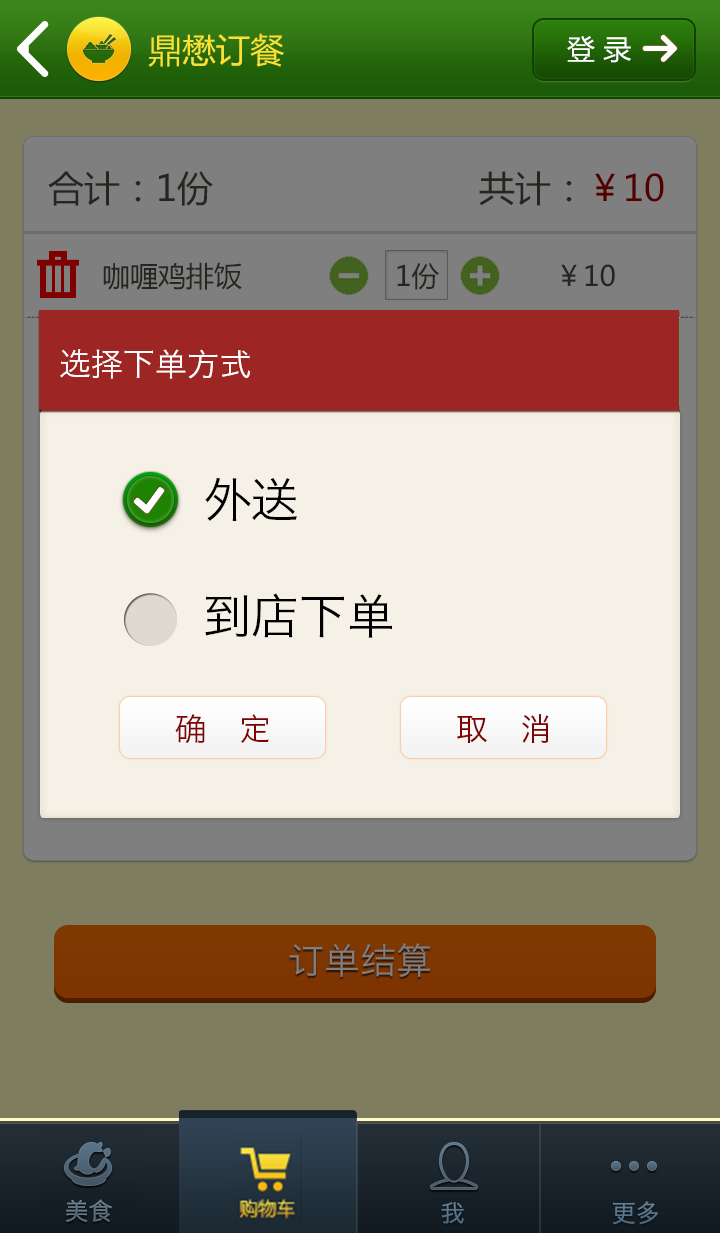 鼎懋订餐
登录
合计：1份
共计：￥10
咖喱鸡排饭
1份
￥10
选择下单方式
外送
到店下单
确 定
取 消
订单结算
美食
购物车
我
更多